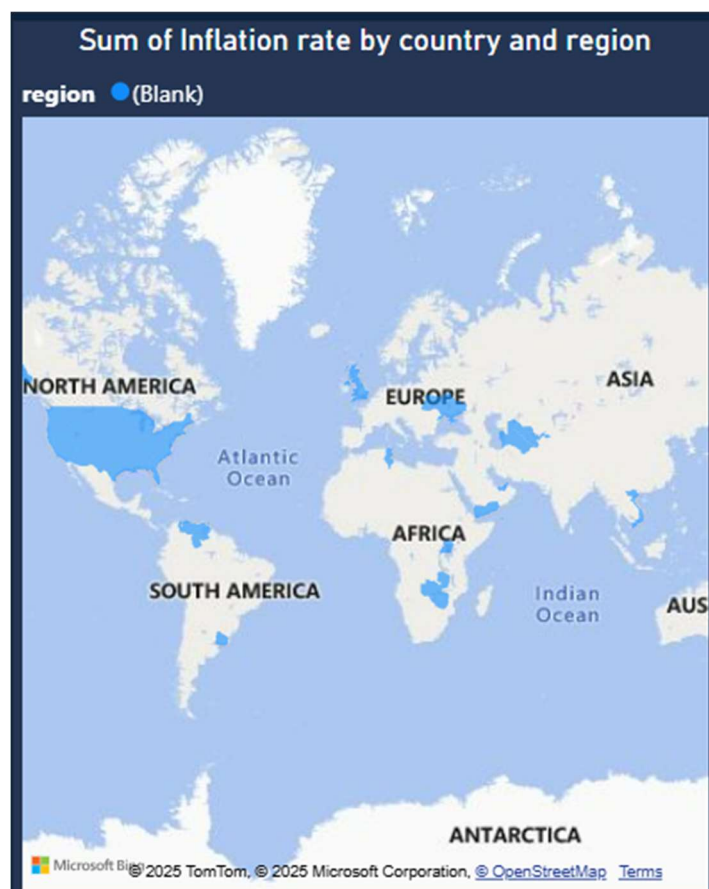 Sum of Inflation rate by country and region
region (Blank)
NORTH AMERICA
EUROPE
ASIA
Atlantic
Ocean
AFRICA
SOUTH AMERICA
Indian
Ocean
AUS
ANTARCTICA
Microsoft Bing
© 2025 TomTom, © 2025 Microsoft Corporation, © OpenStreetMap Terms